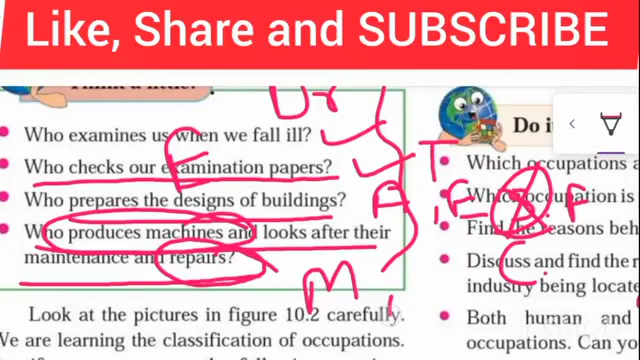 Like, Share and SUBSCRIBE
Think a little!
Dr
Who examines us when we fall ill?
E
Who checks our examination papers?
T
Who prepares the designs of buildings?
A, E
Who produces machines and looks after their
maintenance and repairs?
M
Look at the pictures in figure 10.2 carefully.
We are learning the classification of occupations.
Do i
Which occupations a
Which occupation is
F
Find the reasons beh
C
Discuss and find the r
industry being locate
Both human and
occupations. Can yo